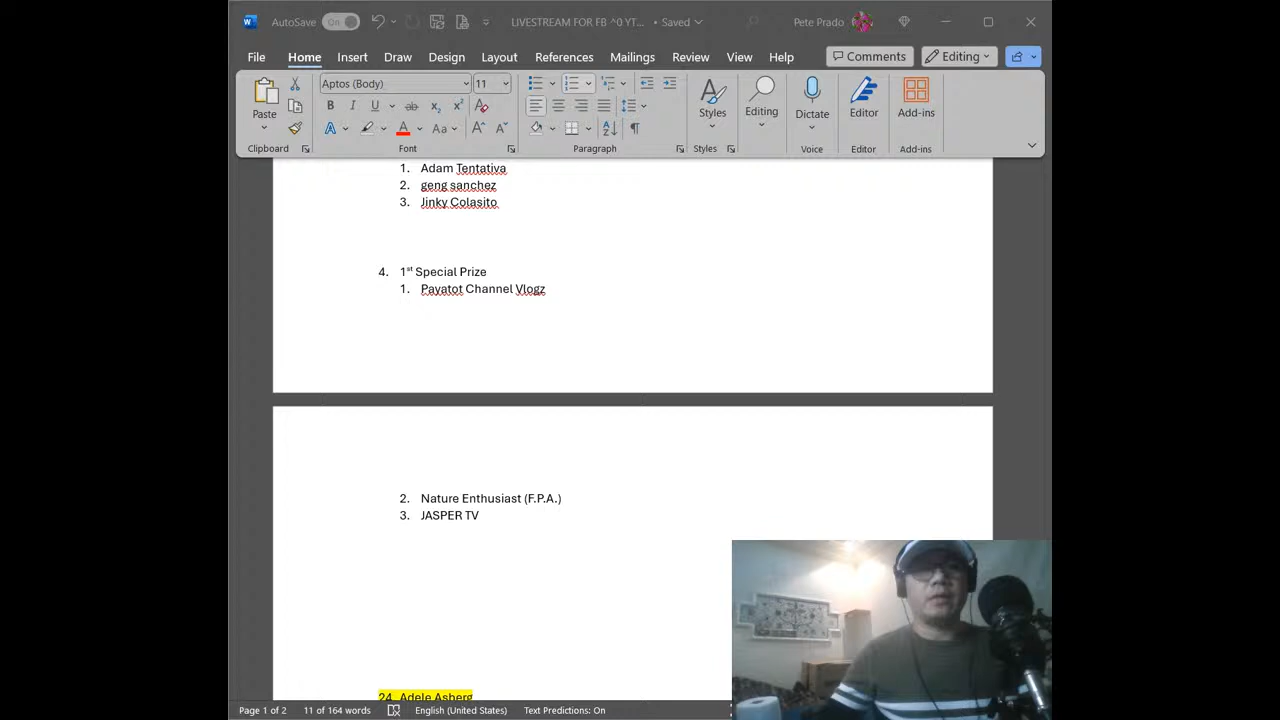 AutoSave On LIVESTREAM FOR FB ^0 YT... • Saved Pete Prado
File Home Insert Draw Design Layout References Mailings Review View Help Comments Editing
Aptos (Body) 11
Paste Styles Editing Dictate Editor Add-ins
Clipboard Font Paragraph Styles Voice Editor Add-ins
1. Adam Tentativa
2. geng sanchez
3. Jinky Colasito
4. 1st Special Prize
1. Payatot Channel Vlogz
2. Nature Enthusiast (F.P.A.)
3. JASPER TV
24. Adele Asberg
Page 1 of 2 11 of 164 words English (United States) Text Predictions: On